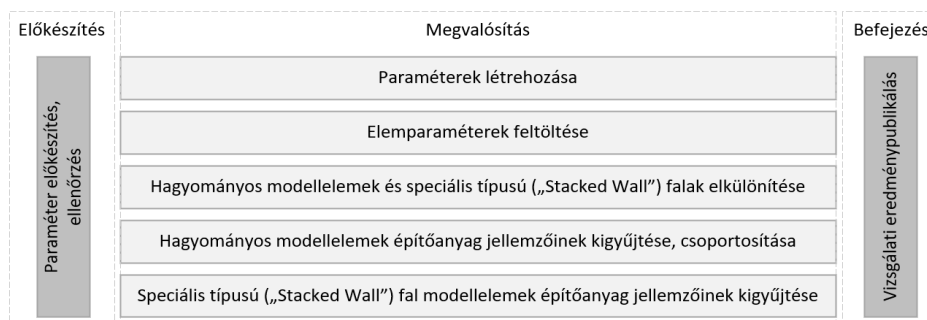 Előkészítés
Paraméter előkészítés,
ellenőrzés
Megvalósítás
Paraméterek létrehozása
Elemparaméterek feltöltése
Hagyományos modellelemek és speciális típusú („Stacked Wall”) falak elkülönítése
Hagyományos modellelemek építőanyag jellemzőinek kigyűjtése, csoportosítása
Speciális típusú („Stacked Wall”) fal modellelemek építőanyag jellemzőinek kigyűjtése
Befejezés
Vizsgálati eredménypublikálás